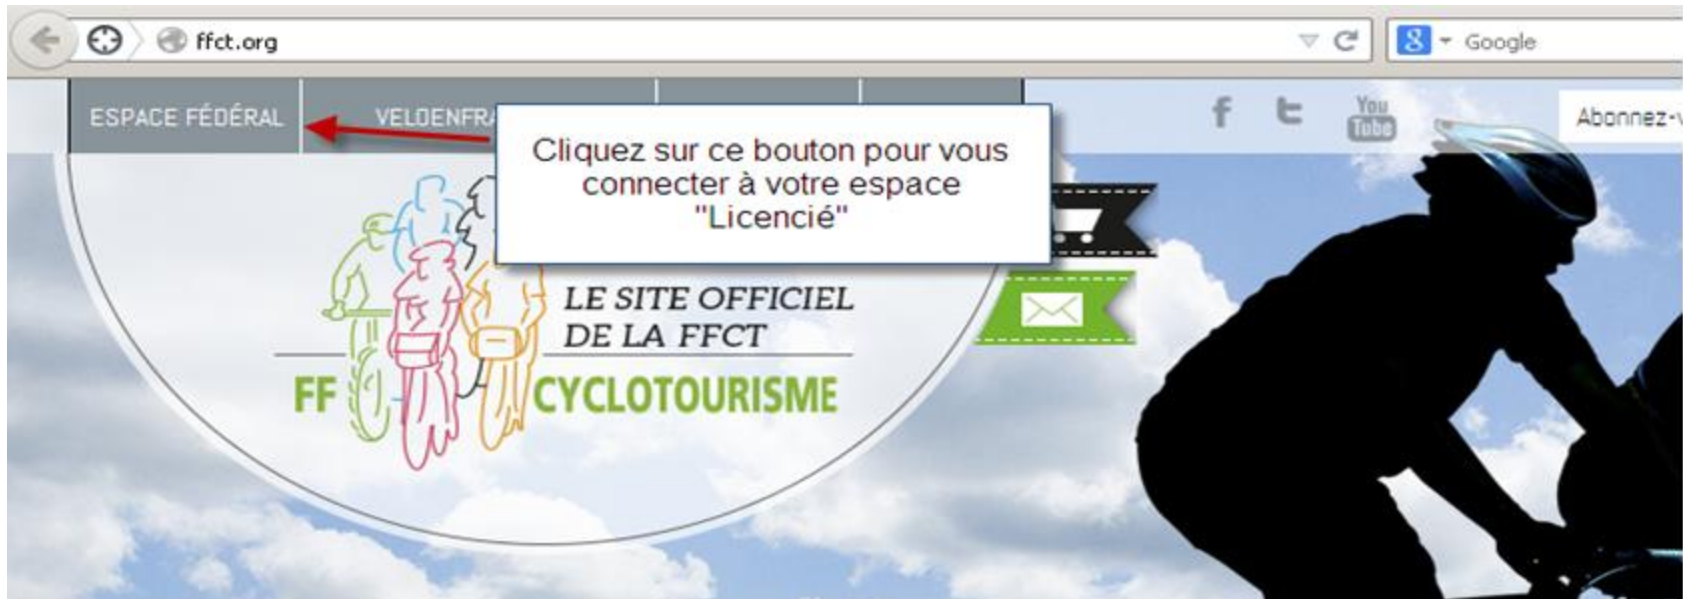 ffct.org
Google
ESPACE FÉDÉRAL
Cliquez sur ce bouton pour vous
connecter à votre espace
"Licencié"
f
t
You
Tube
LE SITE OFFICIEL
DE LA FFCT
FF CYCLOTOURISME